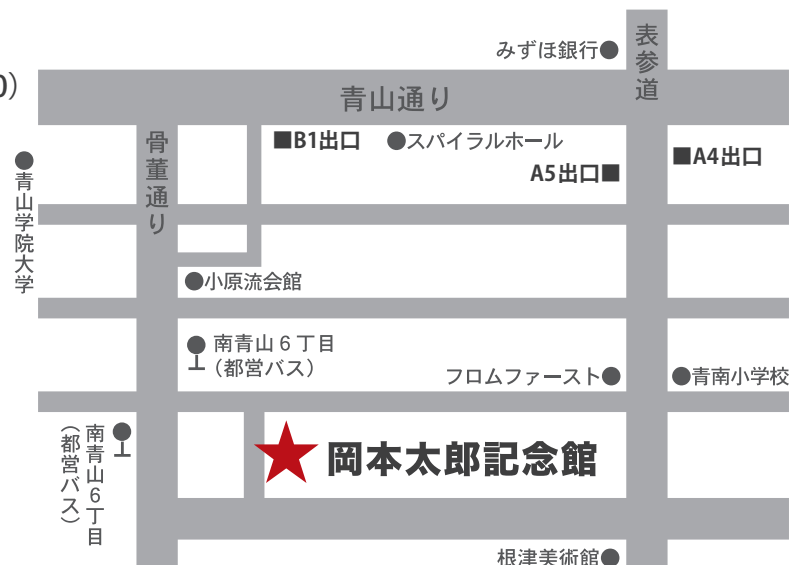 みずほ銀行
表参道
0）
青山通り
骨董通り
B1出口
スパイラルホール
A5出口
A4出口
青山学院大学
小原流会館
南青山6丁目
（都営バス）
フロムファースト
青南小学校
南青山6丁目
（都営バス）
岡本太郎記念館
根津美術館